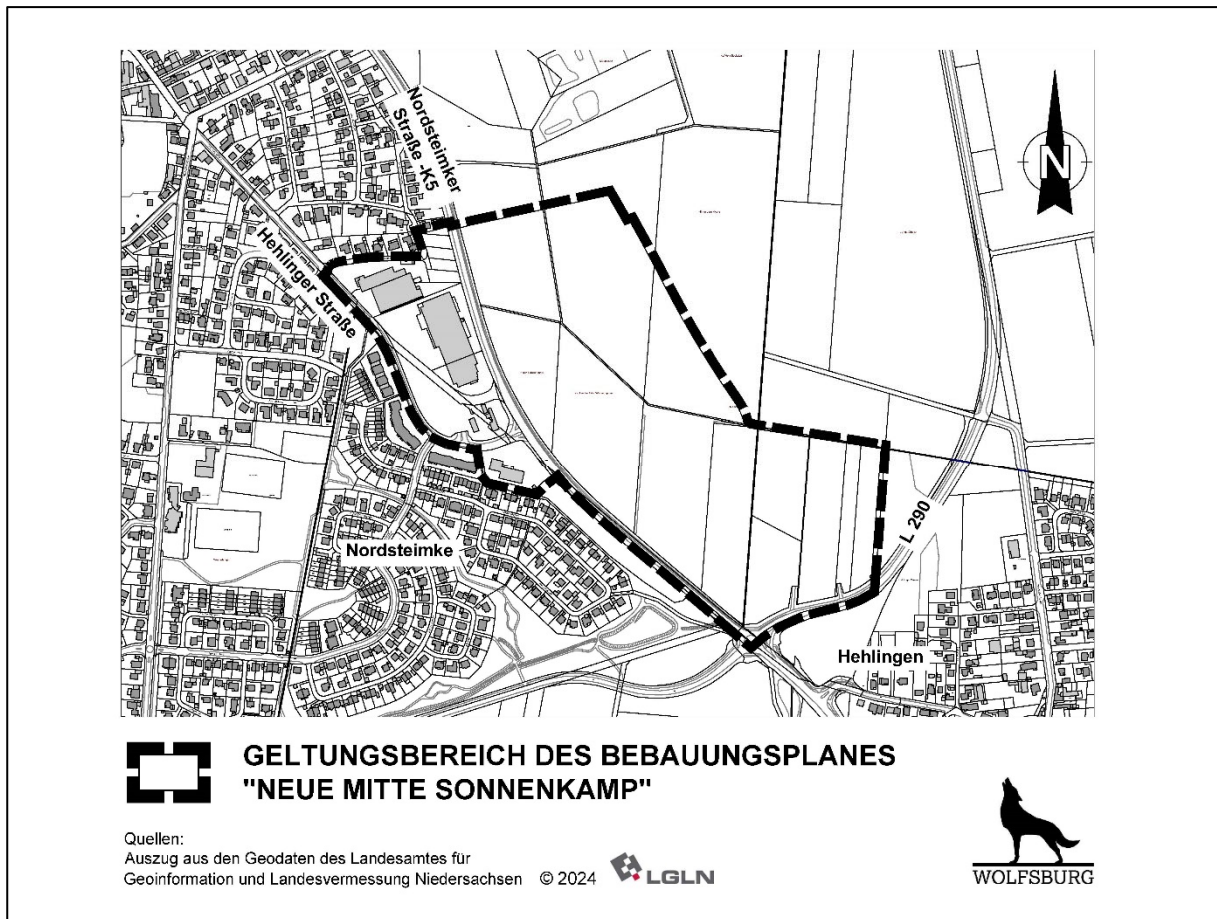 Nordsteimker
Straße -K5
N
Hehlinger Straße
L 290
Nordsteimke
Hehlingen
GELTUNGSBEREICH DES BEBAUUNGSPLANES
"NEUE MITTE SONNENKAMP"
Quellen:
Auszug aus den Geodaten des Landesamtes für
Geoinformation und Landesvermessung Niedersachsen © 2024 LGLN
WOLFSBURG